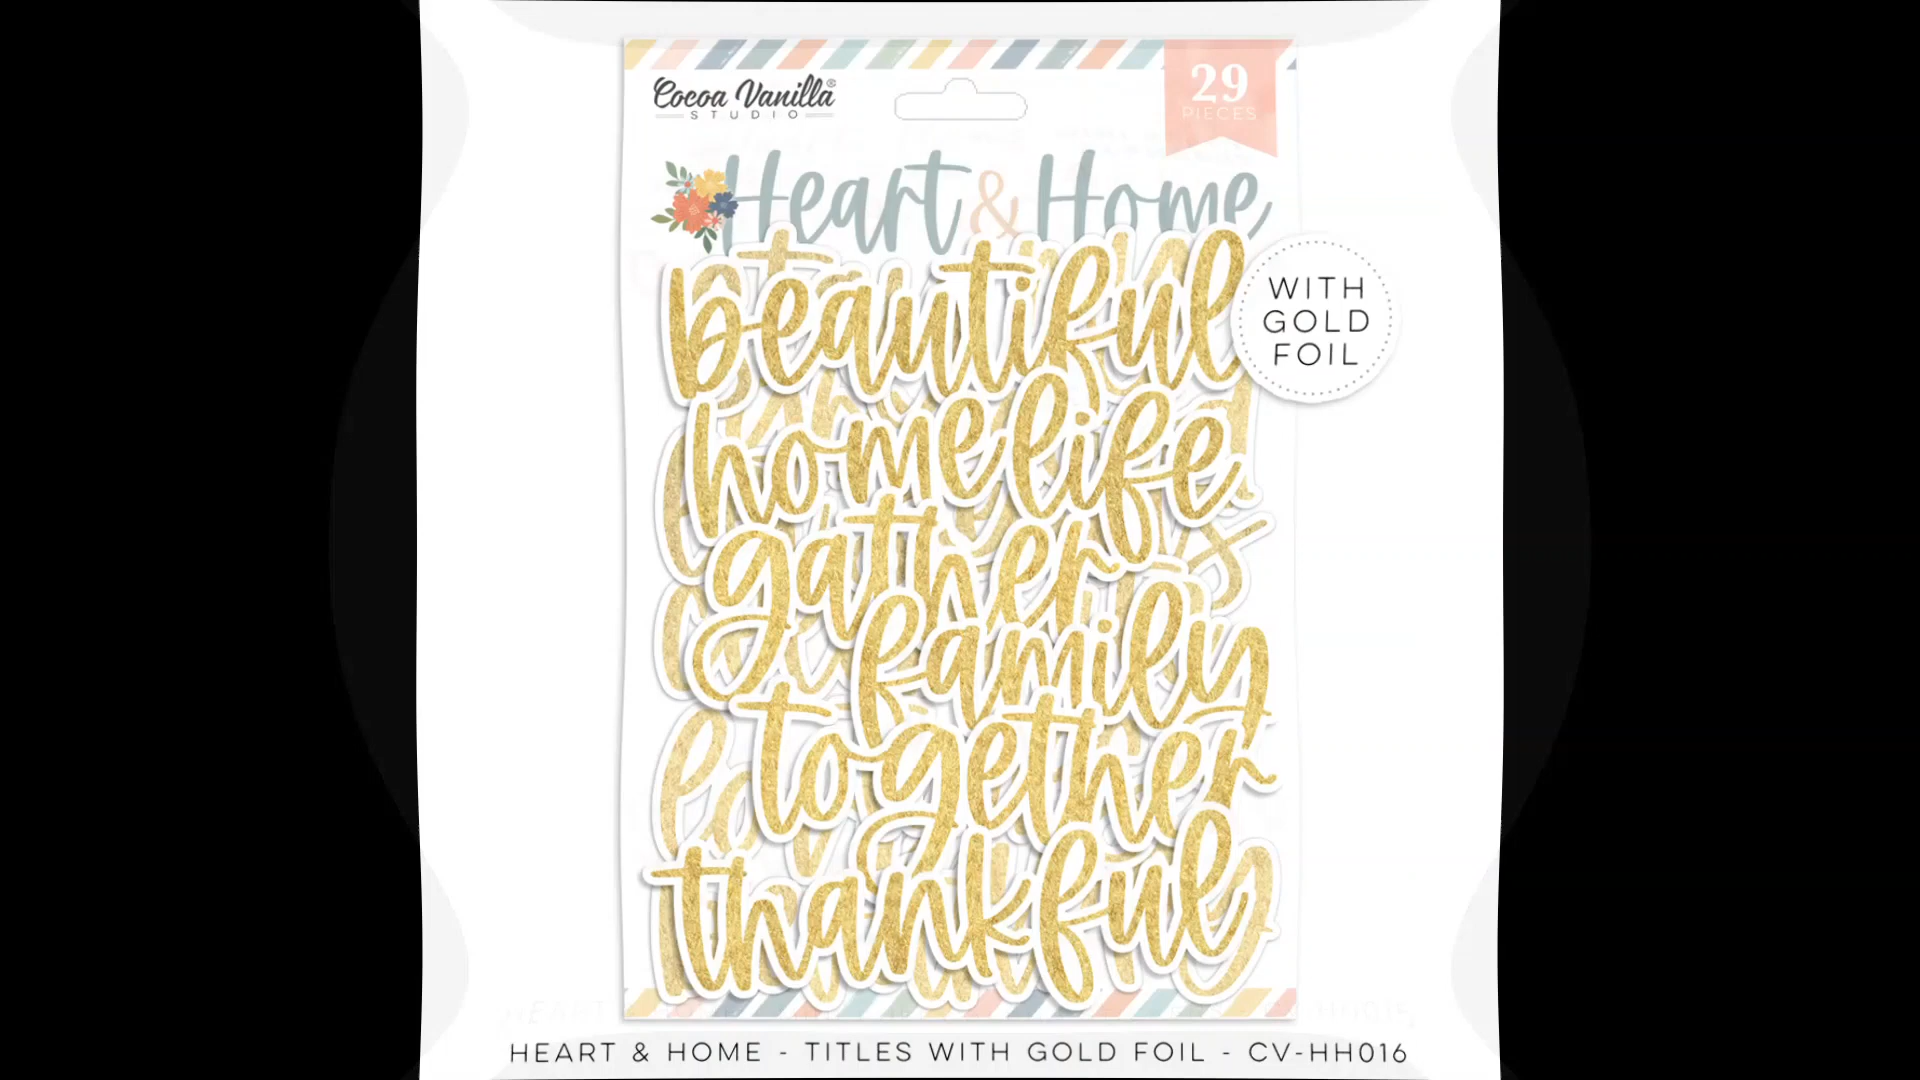 Cocoa Vanilla®
STUDIO
29
PIECES
Heart & Home
WITH
GOLD
FOIL
beautiful
home life
gather
family
together
thankful
HEART & HOME - TITLES WITH GOLD FOIL - CV-HH016